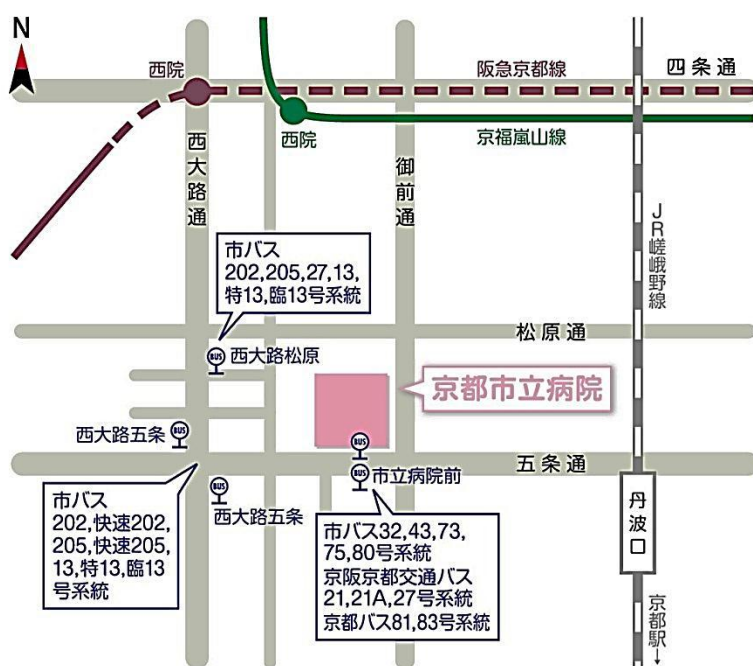 N
西院
阪急京都線
四条通
西院
京福嵐山線
西大路通
御前通
JR嵯峨野線
市バス
202,205,27,13,
特13,臨13号系統
松原通
BUS
西大路松原
京都市立病院
BUS
西大路五条
BUS
五条通
BUS
市立病院前
BUS
西大路五条
市バス
202,快速202,
205,快速205,
13,特13,臨13
号系統
市バス32,43,73,
75,80号系統
京阪京都交通バス
21,21A,27号系統
京都バス81,83号系統
丹波口
京都駅→